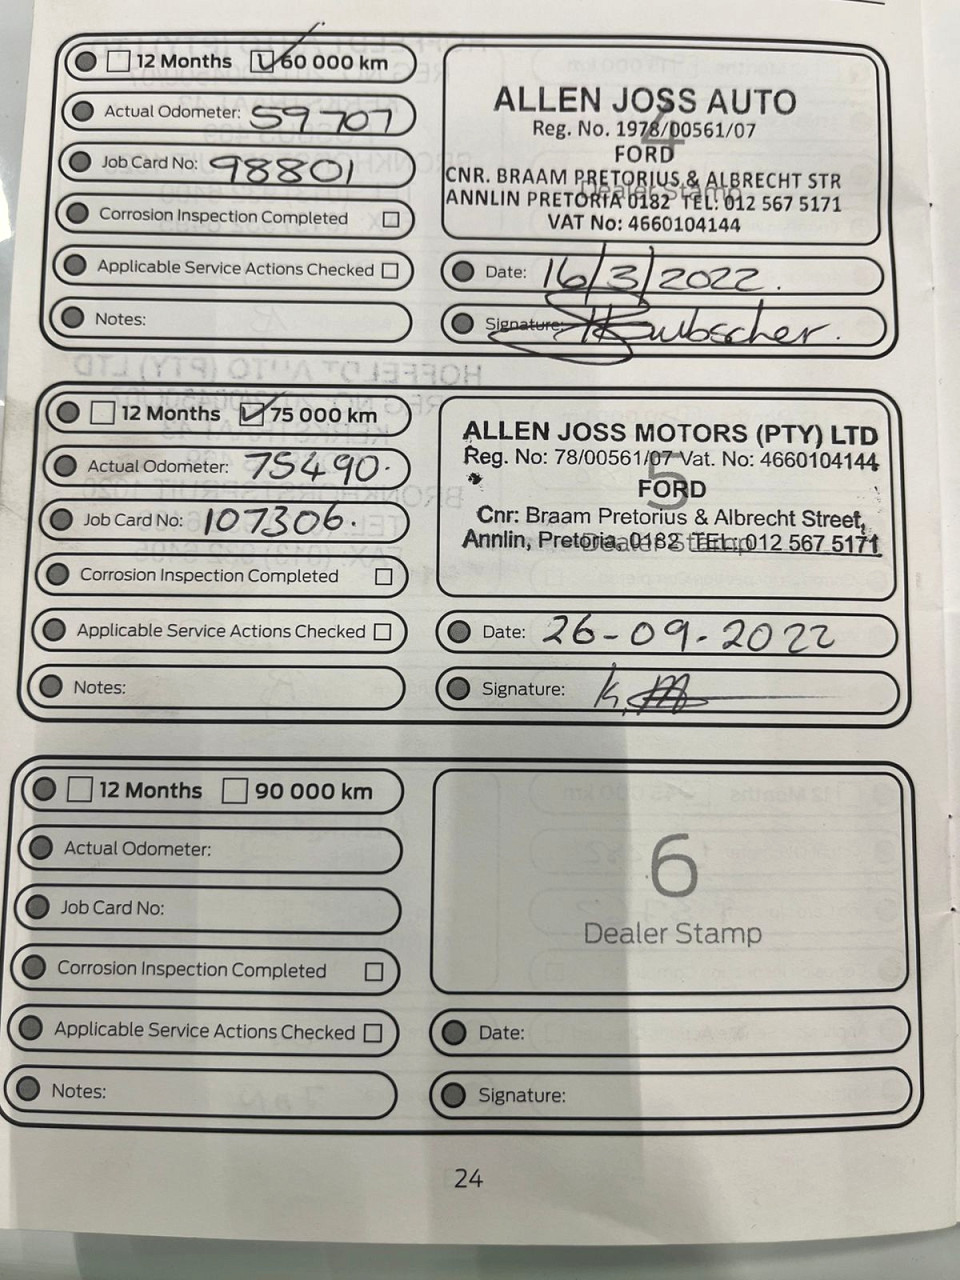 12 Months 60 000 km
Actual Odometer: 59707
Job Card No: 98801
Corrosion Inspection Completed
Applicable Service Actions Checked
Notes:
4
Dealer Stamp
ALLEN JOSS AUTO
Reg. No. 1978/00561/07
FORD
CNR. BRAAM PRETORIUS & ALBRECHT STR
ANNLIN PRETORIA 0182 TEL: 012 567 5171
VAT No: 4660104144
Date: 16/3/2022.
Signature:
12 Months 75 000 km
Actual Odometer: 75490.
Job Card No: 107306.
Corrosion Inspection Completed
Applicable Service Actions Checked
Notes:
5
Dealer Stamp
ALLEN JOSS MOTORS (PTY) LTD
Reg. No: 78/00561/07 Vat. No: 4660104144
FORD
Cnr: Braam Pretorius & Albrecht Street,
Annlin, Pretoria, 0182 TEL: 012 567 5171
Date: 26-09-2022
Signature:
12 Months 90 000 km
Actual Odometer:
Job Card No:
Corrosion Inspection Completed
Applicable Service Actions Checked
Notes:
6
Dealer Stamp
Date:
Signature:
24